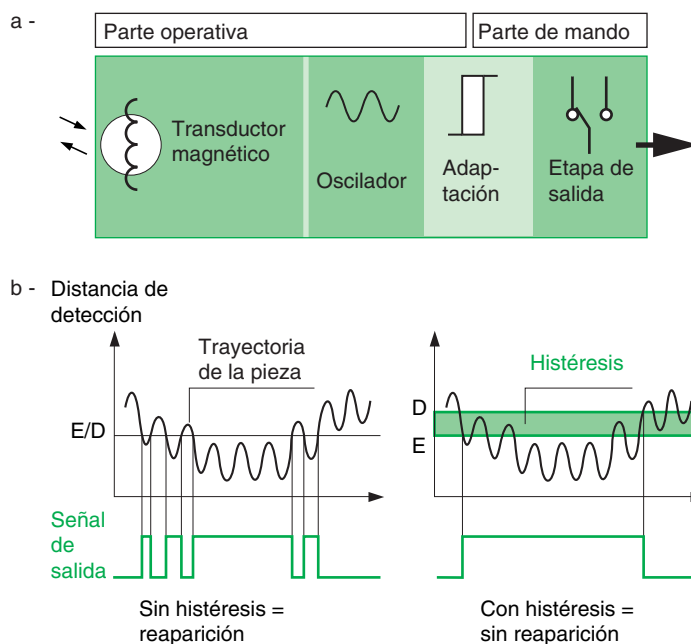 a -
Parte operativa
Parte de mando
Transductor
magnético
Oscilador
Adap-
tación
Etapa de
salida
b -
Distancia de
detección
Trayectoria
de la pieza
E/D
Histéresis
D
E
Señal
de
salida
Sin histéresis =
reaparición
Con histéresis =
sin reaparición